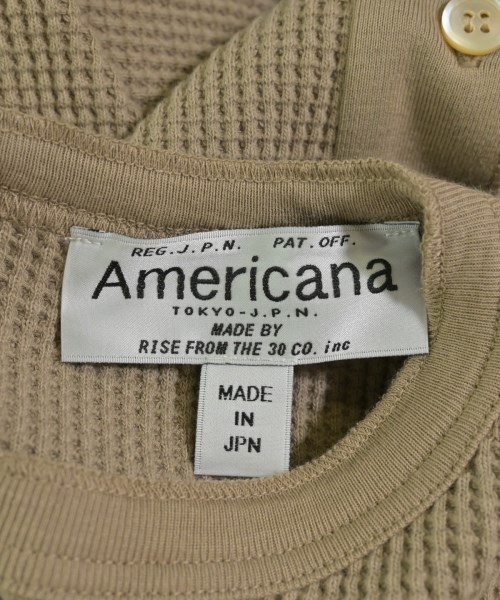 REG.J.P.N. PAT.OFF.
Americana
TOKYO-J.P.N.
MADE BY
RISE FROM THE 30 CO. inc
MADE
IN
JPN